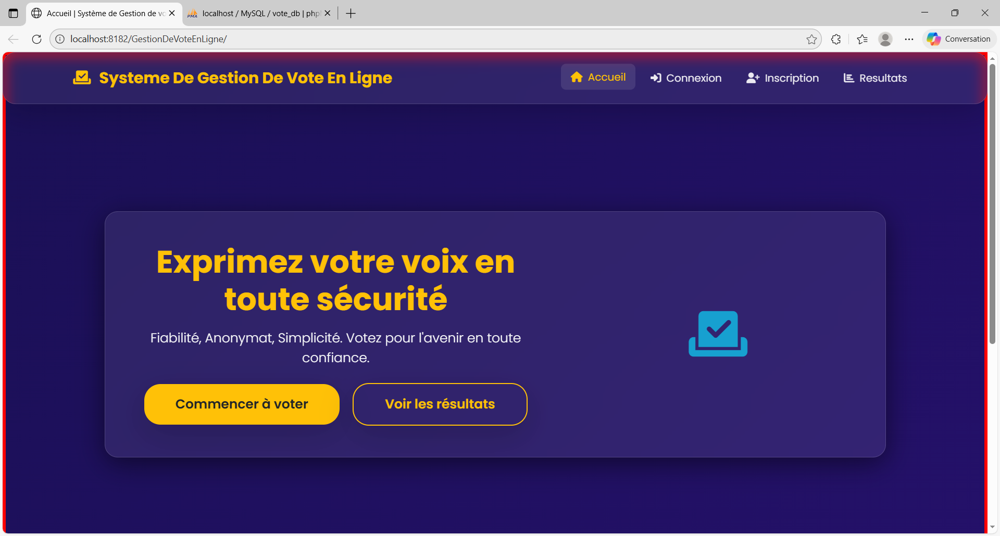 Accueil | Système de Gestion de vo
localhost / MySQL / vote_db | php
localhost:8182/GestionDeVoteEnLigne/
Conversation
Systeme De Gestion De Vote En Ligne
Accueil
Connexion
Inscription
Resultats
Exprimez votre voix en
toute sécurité
Fiabilité, Anonymat, Simplicité. Votez pour l'avenir en toute
confiance.
Commencer à voter
Voir les résultats